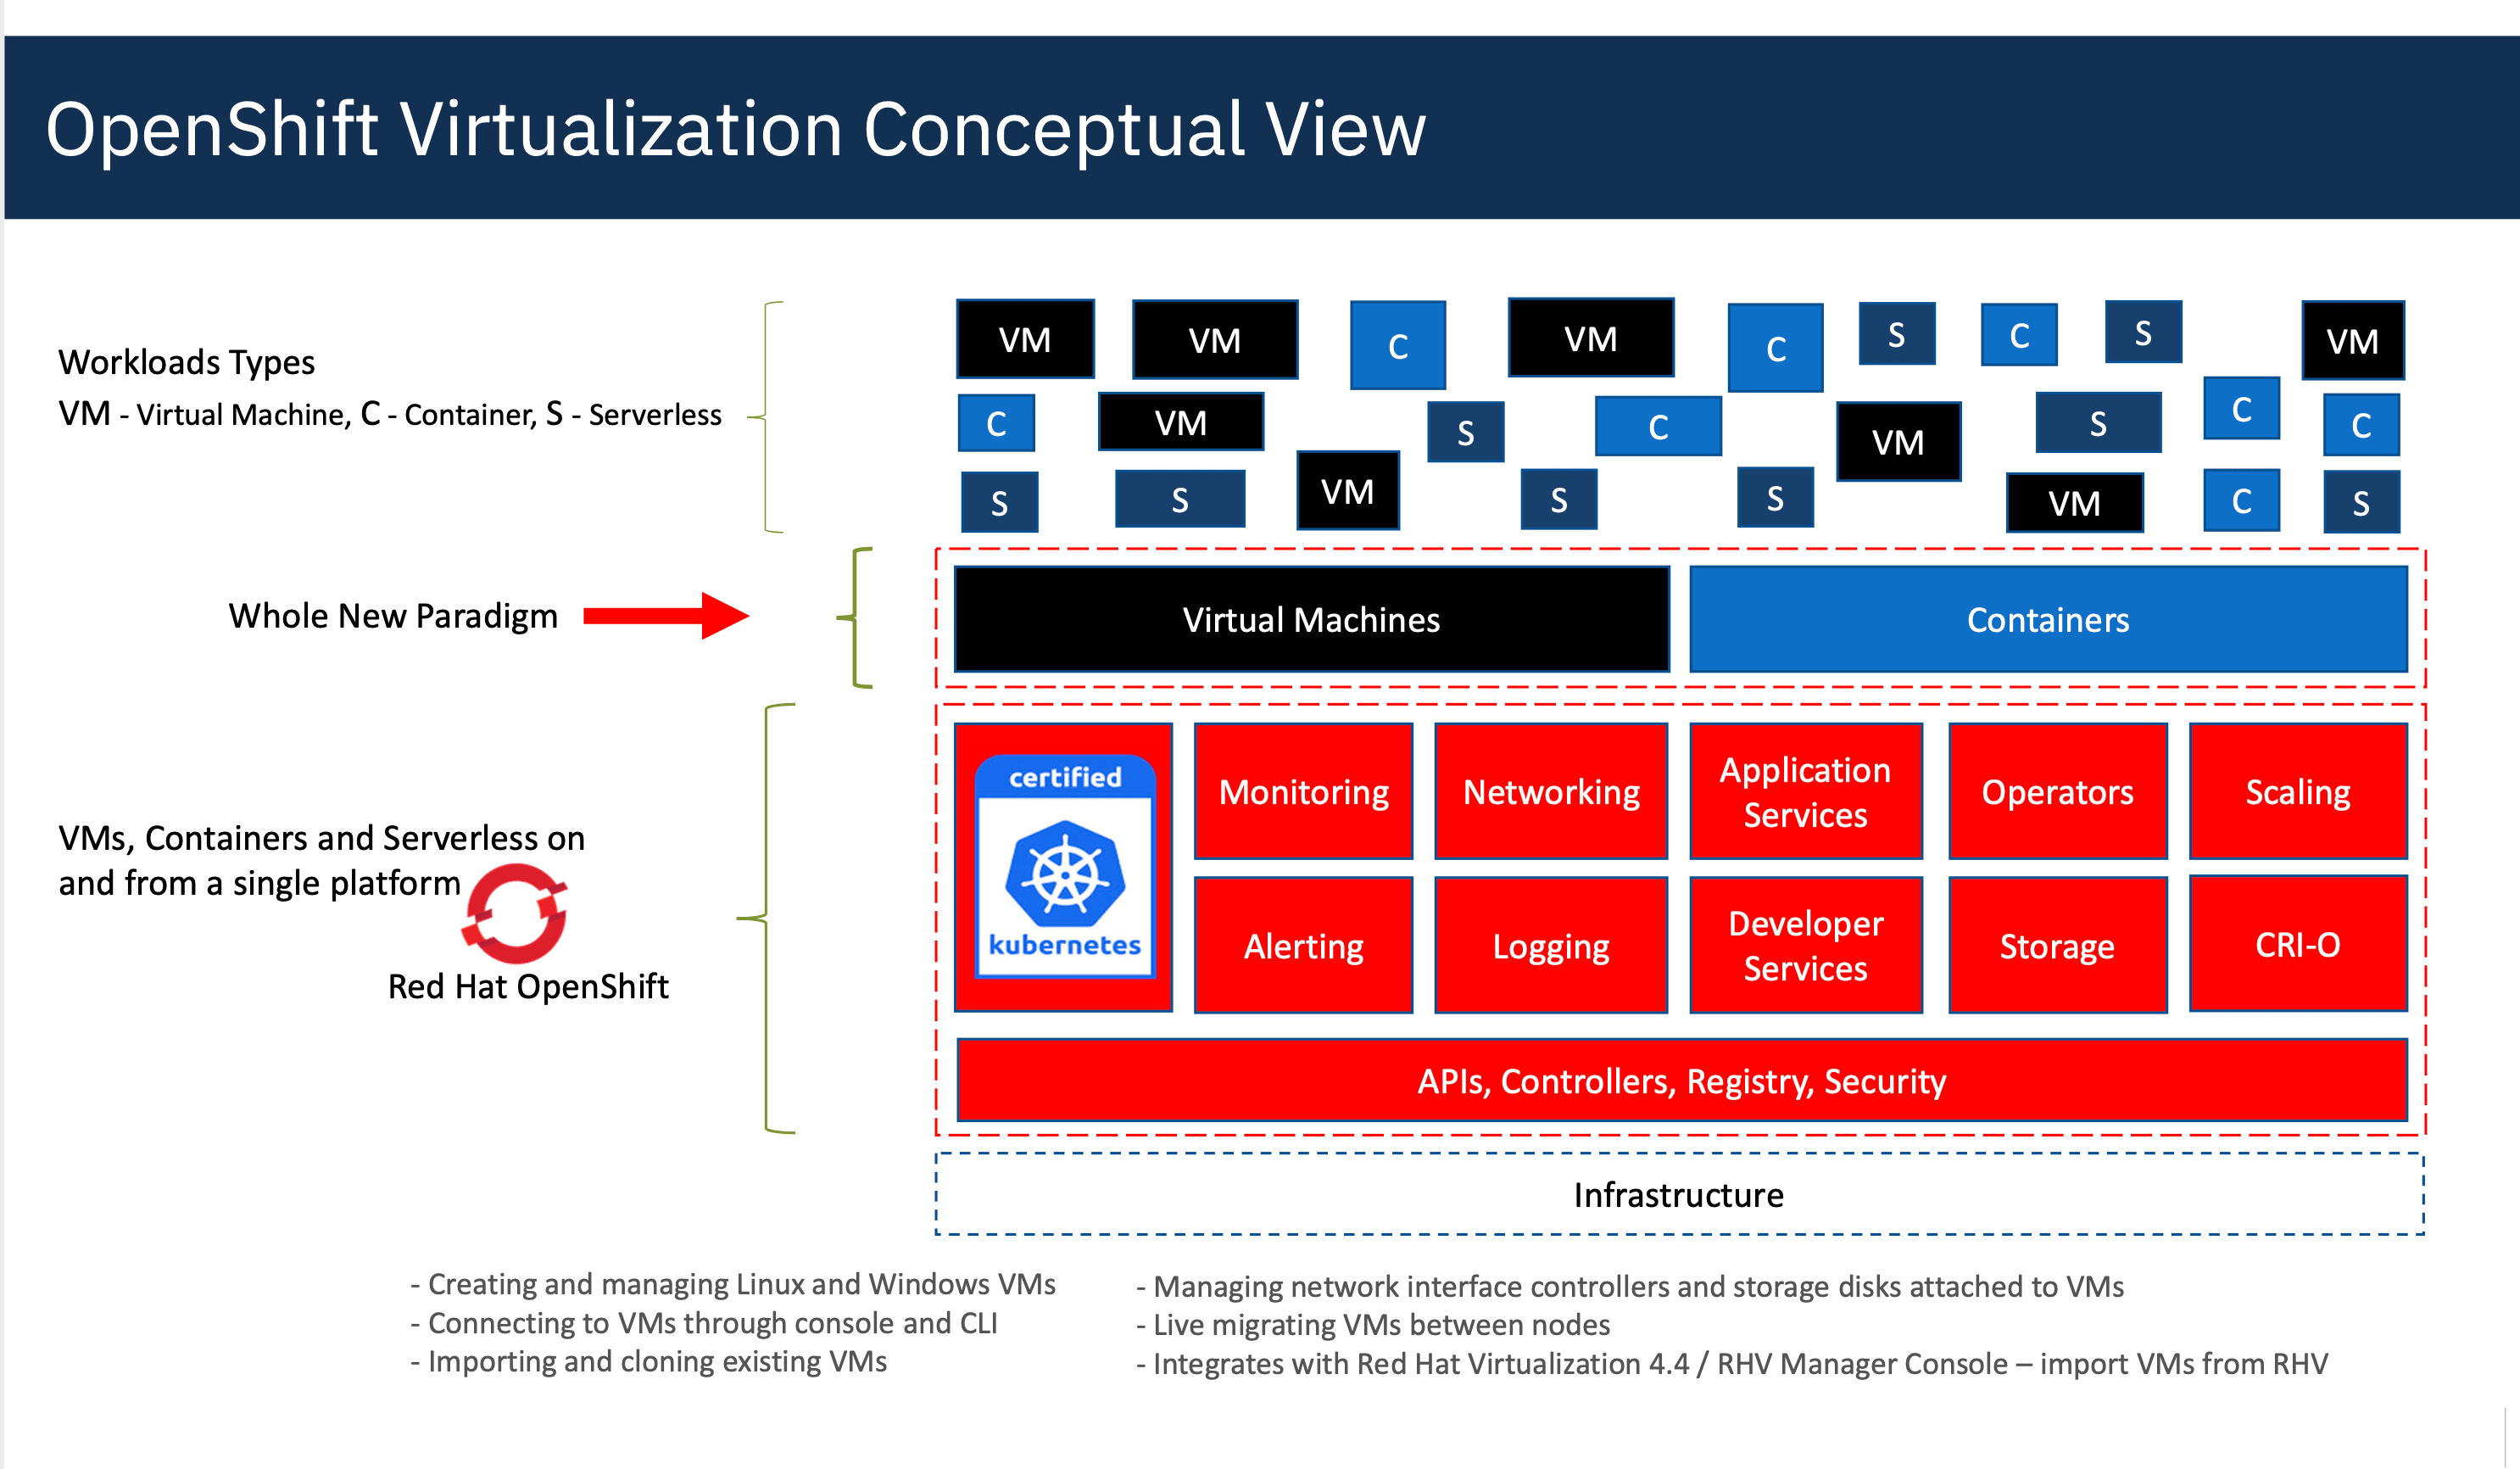 OpenShift Virtualization Conceptual View
Workloads Types
VM - Virtual Machine, C - Container, S - Serverless
VM
VM
C
VM
C
S
C
S
VM
C
VM
S
C
VM
S
C
C
S
S
VM
S
S
VM
C
S
Whole New Paradigm
Virtual Machines
Containers
VMs, Containers and Serverless on
and from a single platform
Red Hat OpenShift
certified
kubernetes
Monitoring
Networking
Application
Services
Operators
Scaling
Alerting
Logging
Developer
Services
Storage
CRI-O
APIs, Controllers, Registry, Security
Infrastructure
- Creating and managing Linux and Windows VMs
- Connecting to VMs through console and CLI
- Importing and cloning existing VMs
- Managing network interface controllers and storage disks attached to VMs
- Live migrating VMs between nodes
- Integrates with Red Hat Virtualization 4.4 / RHV Manager Console – import VMs from RHV